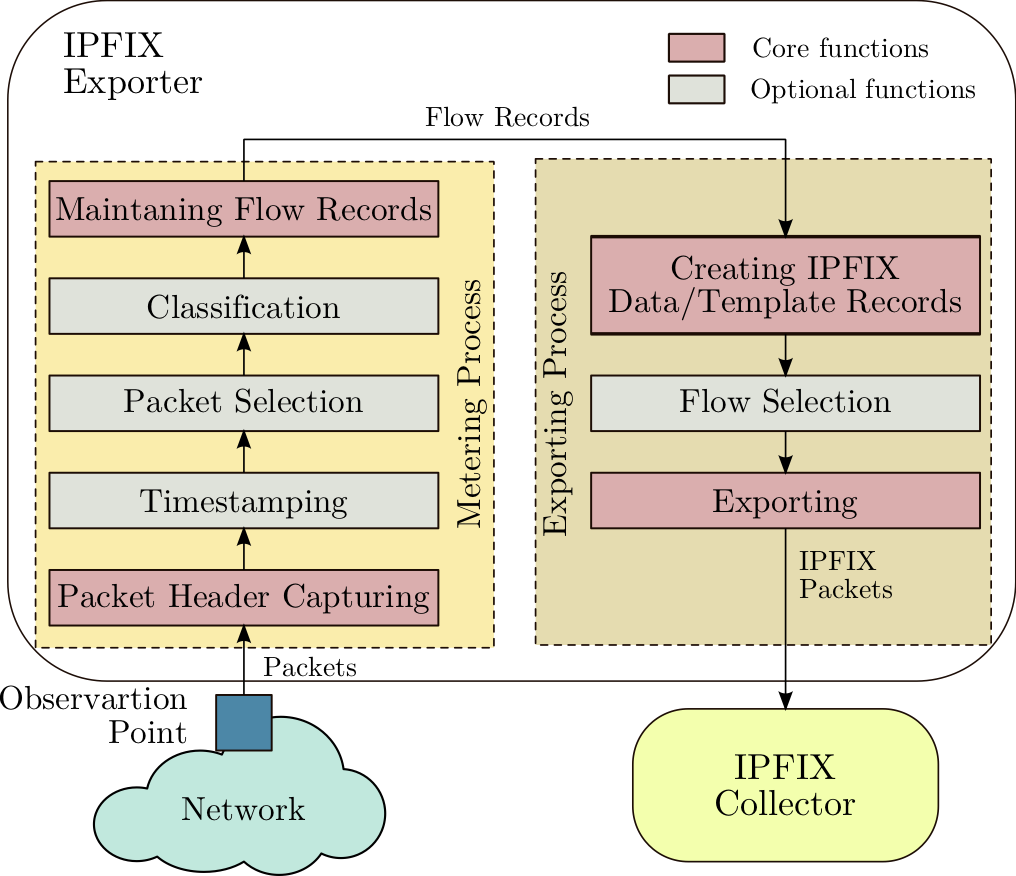 IPFIX
Exporter
Core functions
Optional functions
Flow Records
Maintaning Flow Records
Classification
Packet Selection
Timestamping
Packet Header Capturing
Metering Process
Exporting Process
Creating IPFIX
Data/Template Records
Flow Selection
Exporting
IPFIX
Packets
Packets
Observartion
Point
Network
IPFIX
Collector